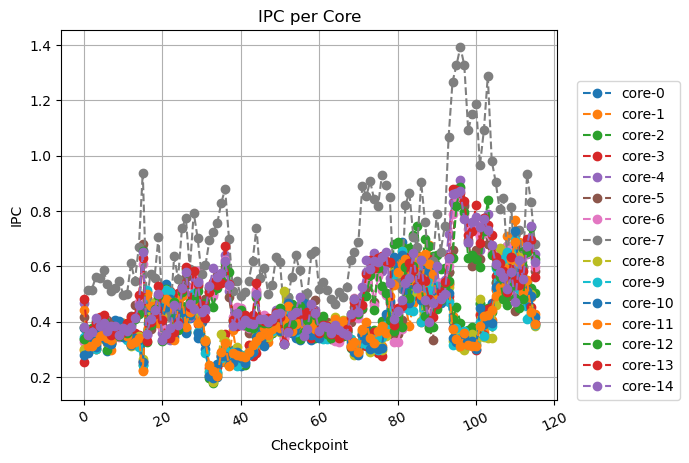 IPC per Core
IPC
1.4
1.2
1.0
0.8
0.6
0.4
0.2
0
20
40
60
80
100
120
Checkpoint
core-0
core-1
core-2
core-3
core-4
core-5
core-6
core-7
core-8
core-9
core-10
core-11
core-12
core-13
core-14